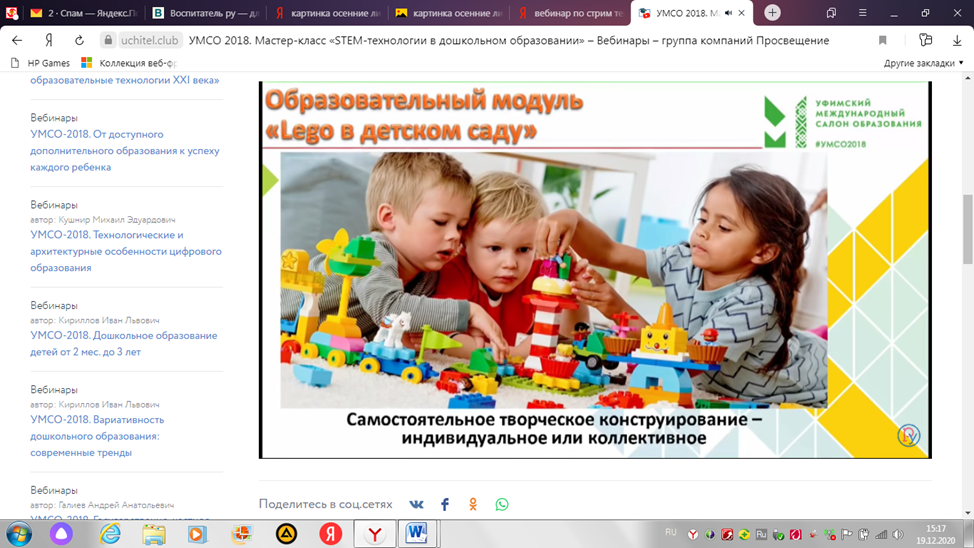 2 · Спам — Яндекс.П
Воспитатель ру — д
картинка осенние ли
картинка осенние ли
вебинар по стрим те
УМСО 2018. М
uchitel.club
УМСО 2018. Мастер-класс «STEM-технологии в дошкольном образовании» – Вебинары – группа компаний Просвещение
HP Games
Коллекция веб-ф
Другие закладки
образовательные технологии XXI века»
Вебинары
УМСО-2018. От доступного
дополнительного образования к успеху
каждого ребенка
Вебинары
автор: Кушнир Михаил Эдуардович
УМСО-2018. Технологические и
архитектурные особенности цифрового
образования
Вебинары
автор: Кириллов Иван Львович
УМСО-2018. Дошкольное образование
детей от 2 мес. до 3 лет
Вебинары
автор: Кириллов Иван Львович
УМСО-2018. Вариативность
дошкольного образования:
современные тренды
Вебинары
автор: Галиев Андрей Анатольевич
Образовательный модуль
«Lego в детском саду»
УФИМСКИЙ
МЕЖДУНАРОДНЫЙ
САЛОН ОБРАЗОВАНИЯ
#УМСО2018
Самостоятельное творческое конструирование –
индивидуальное или коллективное
Поделитесь в соц.сетях
RU
15:17
19.12.2020